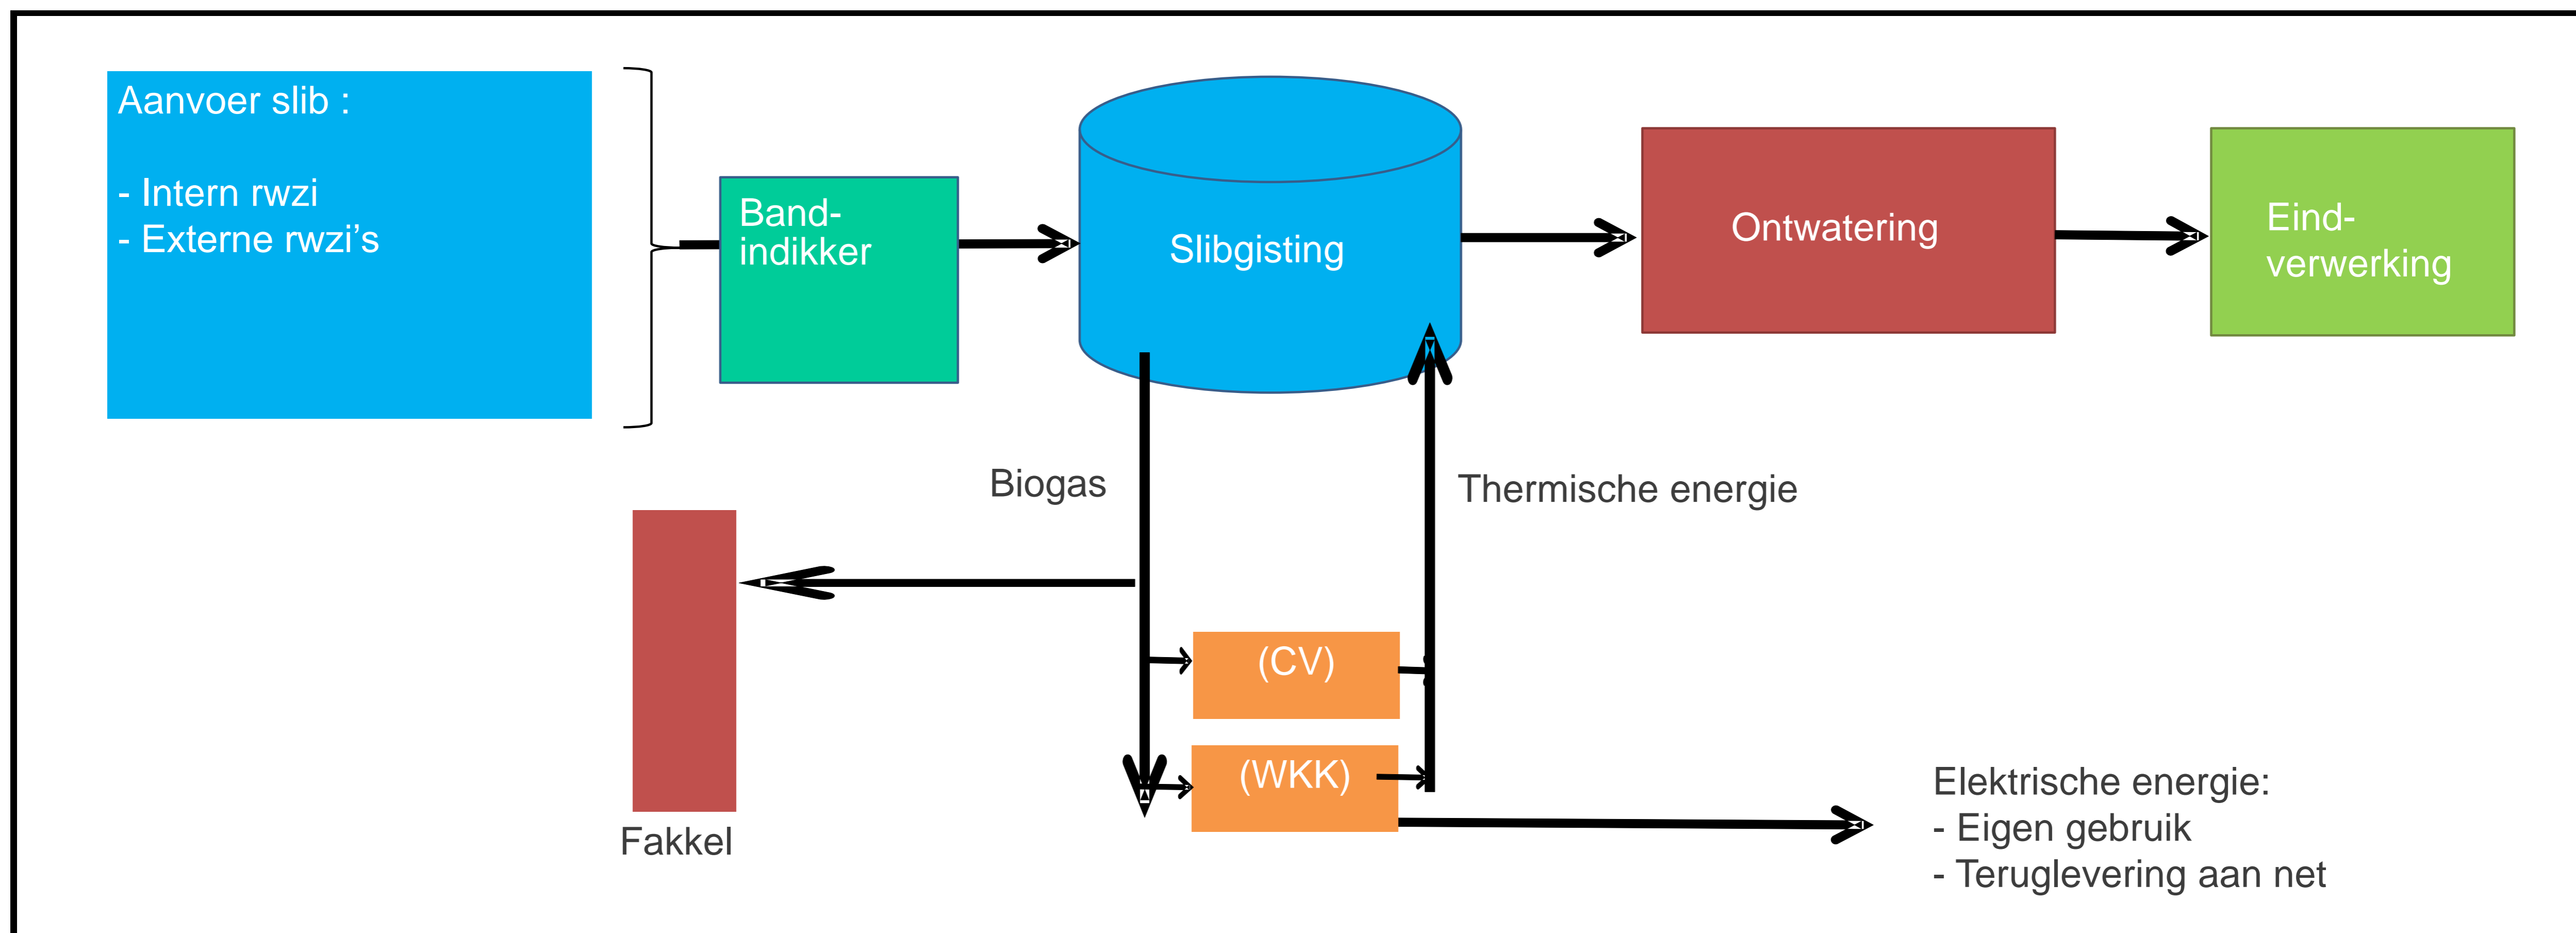 Aanvoer slib :
- Intern rwzi
- Externe rwzi's
Band-
indikker
Slibgisting
Ontwatering
Eind-
verwerking
Biogas
Thermische energie
(CV)
(WKK)
Fakkel
Elektrische energie:
- Eigen gebruik
- Teruglevering aan net